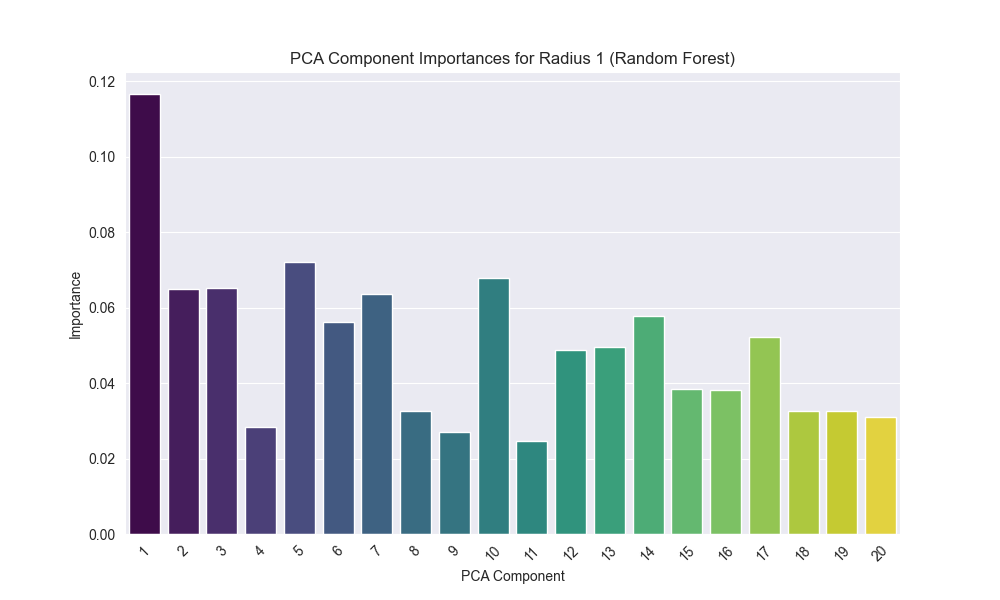 PCA Component Importances for Radius 1 (Random Forest)
0.12
0.10
0.08
0.06
0.04
0.02
0.00
Importance
1 2 3 4 5 6 7 8 9 10 11 12 13 14 15 16 17 18 19 20
PCA Component